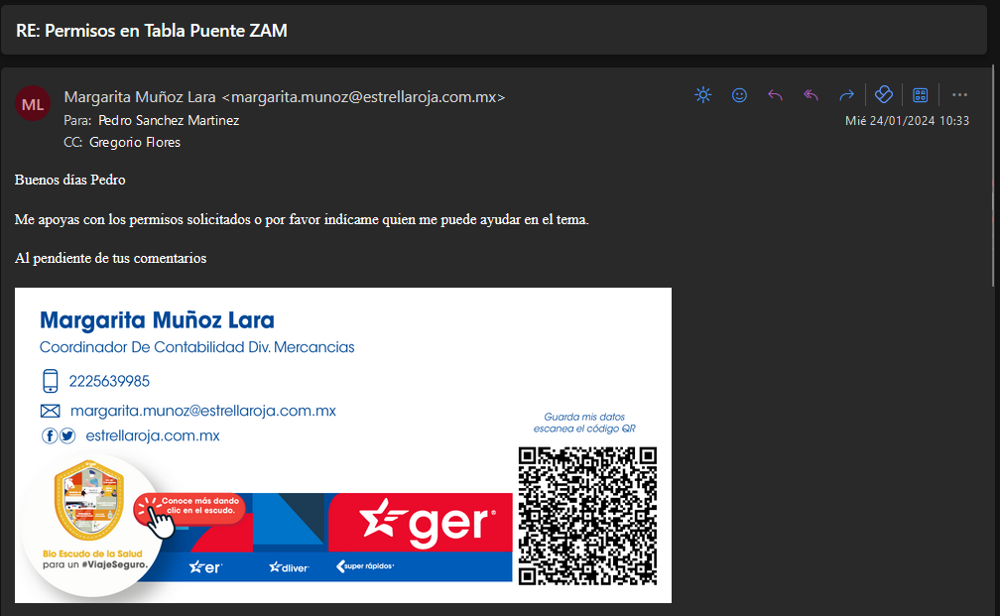 RE: Permisos en Tabla Puente ZAM
ML
Margarita Muñoz Lara <margarita.munoz@estrellaroja.com.mx>
Para: Pedro Sanchez Martinez
Mié 24/01/2024 10:33
CC: Gregorio Flores
Buenos días Pedro
Me apoyas con los permisos solicitados o por favor indícame quien me puede ayudar en el tema.
Al pendiente de tus comentarios
Margarita Muñoz Lara
Coordinador De Contabilidad Div. Mercancias
2225639985
margarita.munoz@estrellaroja.com.mx
estrellaroja.com.mx
Guarda mis datos
escanea el código QR
Conoce más dando
clic en el escudo.
Bio Escudo de la Salud
para un #ViajeSeguro.
ger
er
dliver
super rápidos